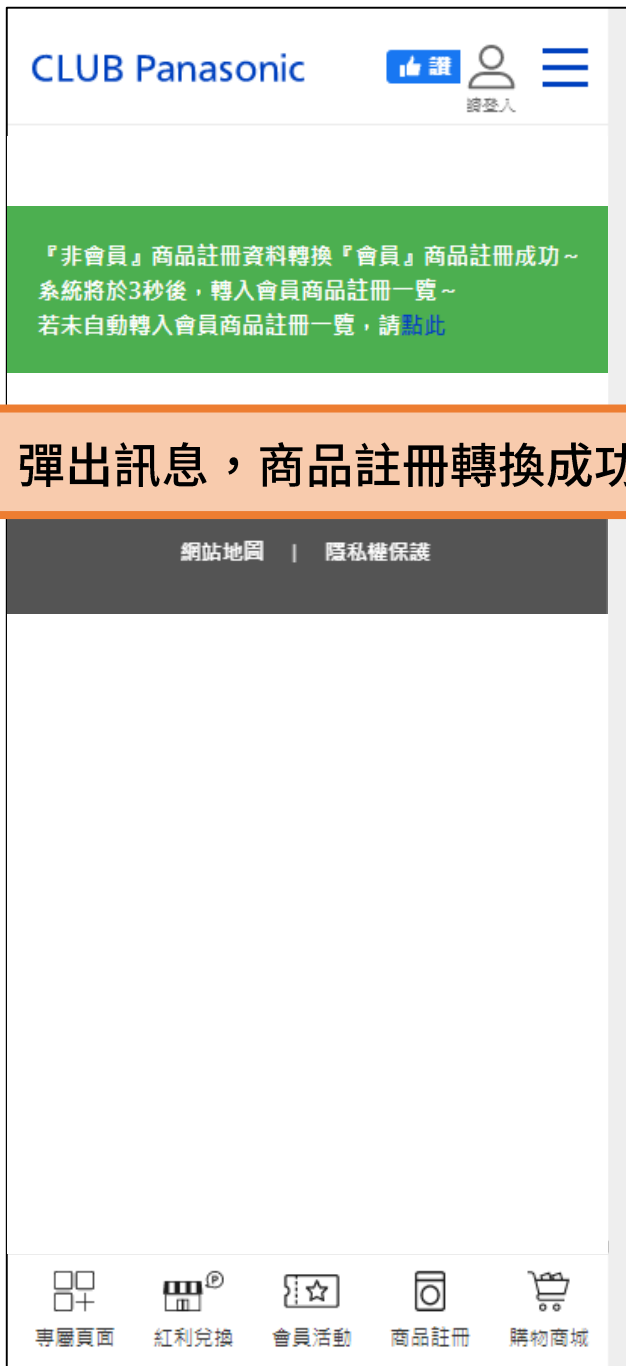 CLUB Panasonic
讚
請登入
『非會員』商品註冊資料轉換『會員』商品註冊成功～
系統將於3秒後，轉入會員商品註冊一覽～
若未自動轉入會員商品註冊一覽，請點此
彈出訊息，商品註冊轉換成功
網站地圖 | 隱私權保護
專屬頁面 紅利兌換 會員活動 商品註冊 購物商城